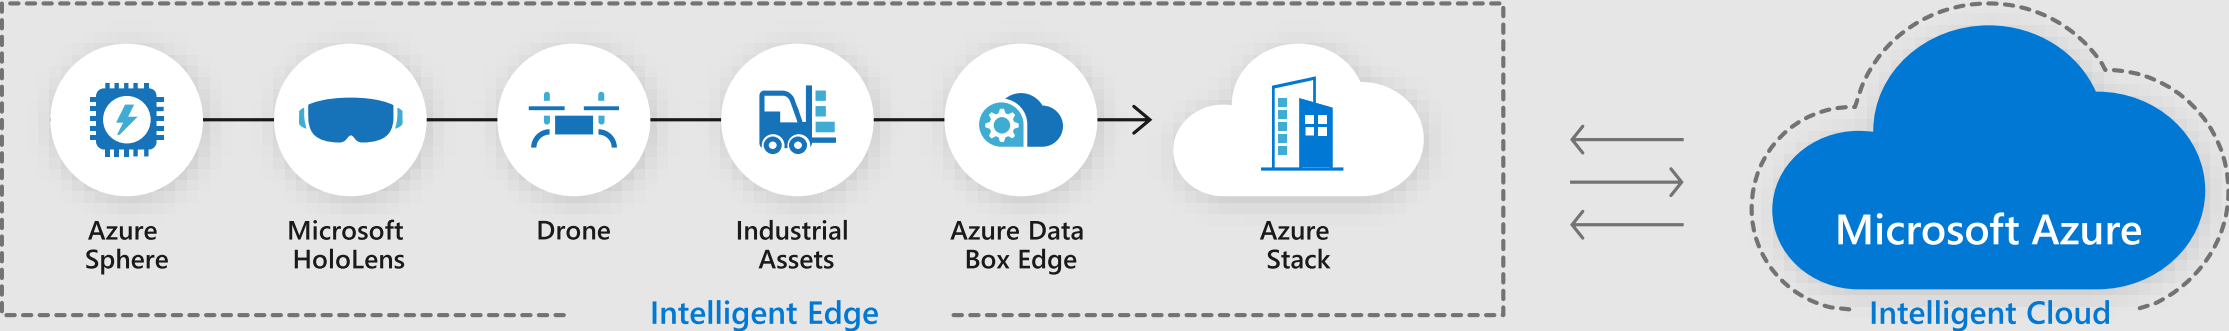 Azure
Sphere
Microsoft
HoloLens
Drone
Industrial
Assets
Azure Data
Box Edge
Azure
Stack
Intelligent Edge
Microsoft Azure
Intelligent Cloud